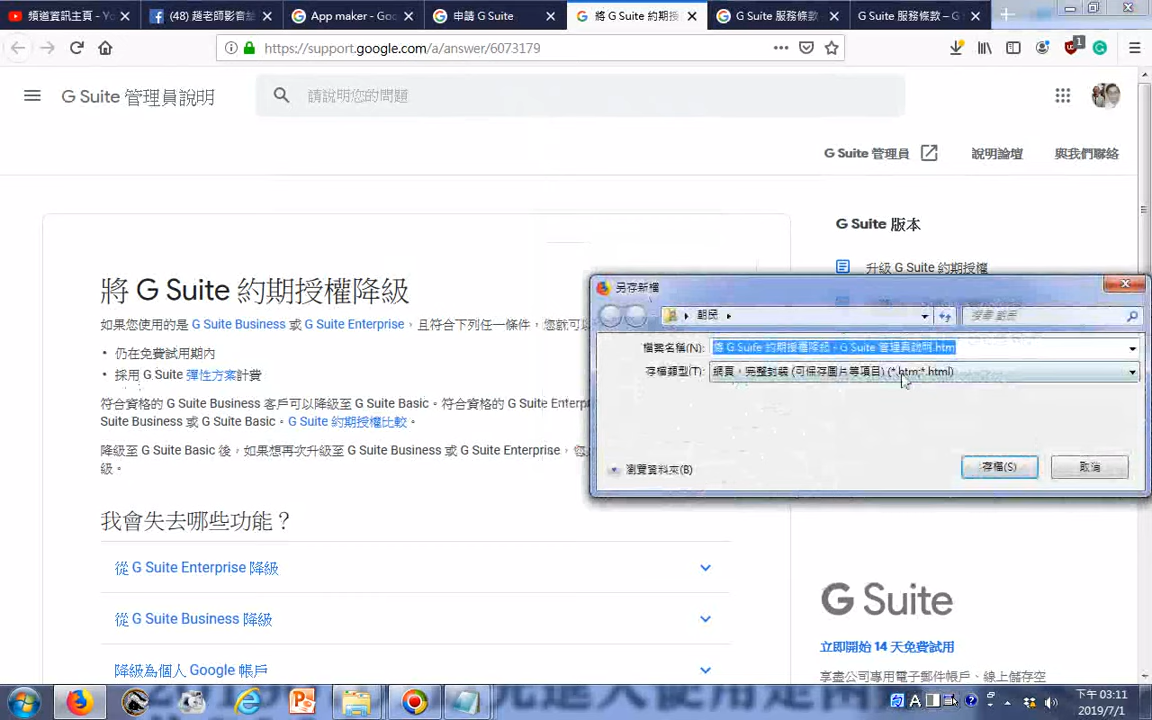 頻道資訊主頁 - Yo
(48) 趙老師影音
App maker - Goo
申請 G Suite
將 G Suite 約期授
G Suite 服務條款
G Suite 服務條款 – G
https://support.google.com/a/answer/6073179
1
G Suite 管理員說明
請說明您的問題
G Suite 管理員
說明論壇
與我們聯絡
將 G Suite 約期授權降級
如果您使用的是 G Suite Business 或 G Suite Enterprise，且符合下列任一條件，您就可以
仍在免費試用期內
採用 G Suite 彈性方案計費
符合資格的 G Suite Business 客戶可以降級至 G Suite Basic。符合資格的 G Suite Enterp
Suite Business 或 G Suite Basic。G Suite 約期授權比較。
降級至 G Suite Basic 後，如果想再次升級至 G Suite Business 或 G Suite Enterprise，您
級。
我會失去哪些功能？
從 G Suite Enterprise 降級
從 G Suite Business 降級
降級為個人 Google 帳戶
G Suite 版本
升級 G Suite 約期授權
另存新檔
韶民
搜尋 韶民
檔案名稱(N):
將 G Suite 約期授權降級 - G Suite 管理員說明.htm
存檔類型(T):
網頁，完整封裝 (可保存圖片等項目) (*.htm;*.html)
瀏覽資料夾(B)
存檔(S)
取消
G Suite
立即開始 14 天免費試用
享盡公司專用電子郵件帳戶、線上儲存空
下午 03:11
2019/7/1